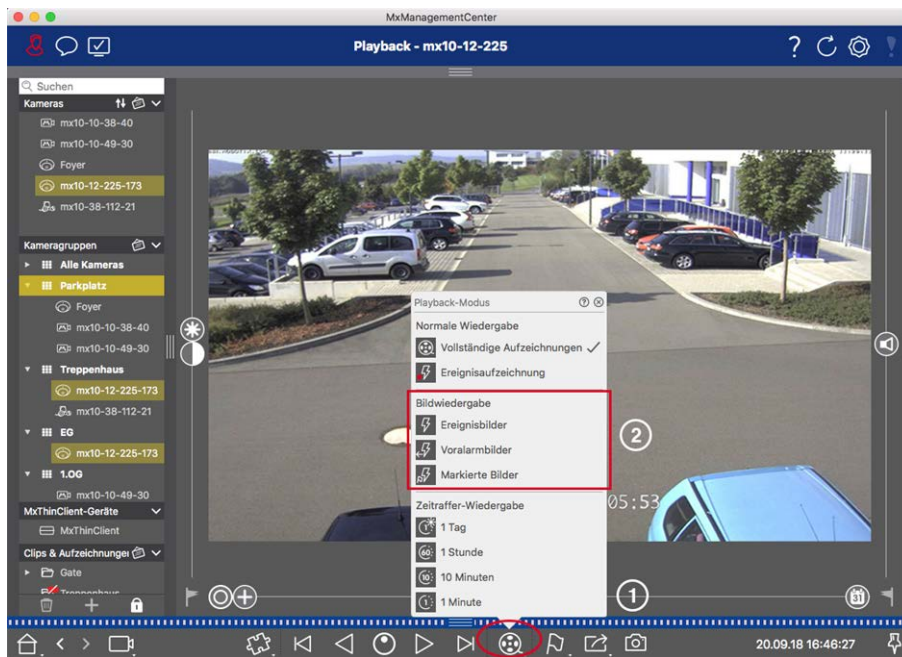 MxManagementCenter
Playback - mx10-12-225
?
Suchen
Kameras
mx10-10-38-40
mx10-10-49-30
Foyer
mx10-12-225-173
mx10-38-112-21
Kameragruppen
Alle Kameras
Parkplatz
Foyer
mx10-10-38-40
mx10-10-49-30
Treppenhaus
mx10-12-225-173
mx10-38-112-21
EG
mx10-12-225-173
1.OG
mx10-10-49-30
MxThinClient-Geräte
MxThinClient
Clips & Aufzeichnungen
Gate
Treppenhaus
Playback-Modus
Normale Wiedergabe
Vollständige Aufzeichnungen
Ereignisaufzeichnung
Bildwiedergabe
Ereignisbilder
Voralarmbilder
Markierte Bilder
2
Zeitraffer-Wiedergabe
1 Tag
60 1 Stunde
10 10 Minuten
1 1 Minute
05:53
1
31
20.09.18 16:46:27